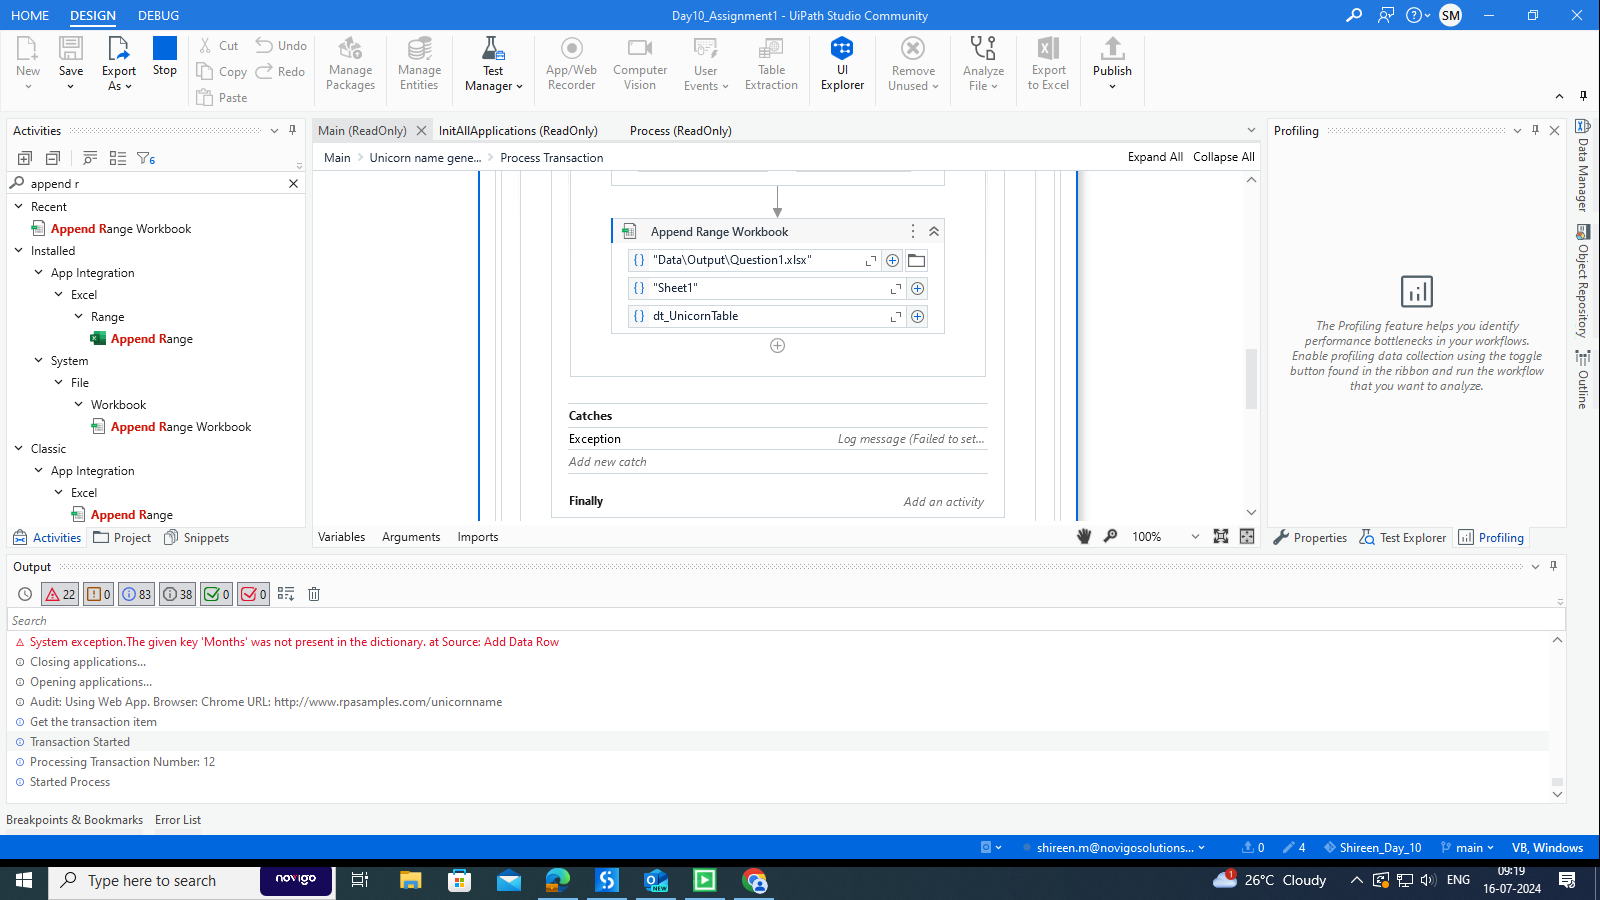 HOME DESIGN DEBUG
Day10_Assignment1 - UiPath Studio Community
SM
New
Save
Export As
Stop
Cut
Copy
Paste
Undo
Redo
Manage Packages
Manage Entities
Test Manager
App/Web Recorder
Computer Vision
User Events
Table Extraction
UI Explorer
Remove Unused
Analyze File
Export to Excel
Publish
Activities
6
append r
Recent
Append Range Workbook
Installed
App Integration
Excel
Range
Append Range
System
File
Workbook
Append Range Workbook
Classic
App Integration
Excel
Append Range
Activities Project Snippets
Main (ReadOnly) InitAllApplications (ReadOnly) Process (ReadOnly)
Main Unicorn name gene... Process Transaction
Expand All Collapse All
Append Range Workbook
{} "Data\Output\Question1.xlsx"
{} "Sheet1"
{} dt_UnicornTable
Catches
Exception Log message (Failed to set...
Add new catch
Finally Add an activity
Variables Arguments Imports
100%
Profiling
The Profiling feature helps you identify
performance bottlenecks in your workflows.
Enable profiling data collection using the toggle
button found in the ribbon and run the workflow
that you want to analyze.
Properties Test Explorer Profiling
Data Manager
Object Repository
Outline
Output
22 0 83 38 0 0
Search
System exception.The given key 'Months' was not present in the dictionary. at Source: Add Data Row
Closing applications...
Opening applications...
Audit: Using Web App. Browser: Chrome URL: http://www.rpasamples.com/unicornname
Get the transaction item
Transaction Started
Processing Transaction Number: 12
Started Process
Breakpoints & Bookmarks Error List
shireen.m@novigosolutions... 0 4 Shireen_Day_10 main VB, Windows
Type here to search
novigo
NEW
1
26°C Cloudy
ENG
09:19
16-07-2024